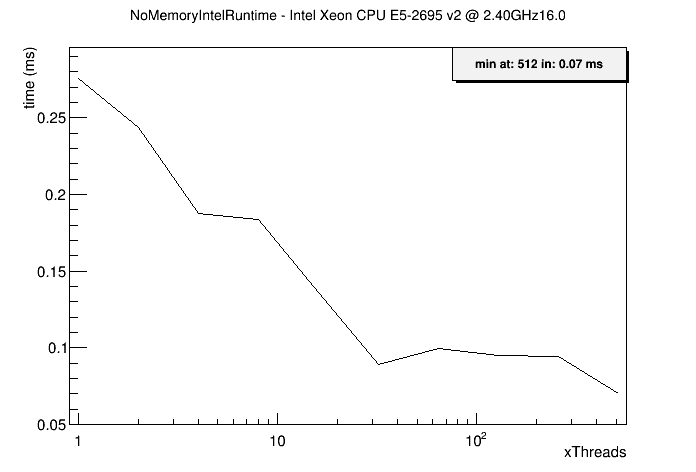 NoMemoryIntelRuntime - Intel Xeon CPU E5-2695 v2 @ 2.40GHz16.0
time (ms)
min at: 512 in: 0.07 ms
0.25
0.2
0.15
0.1
0.05
1 10 10²
xThreads